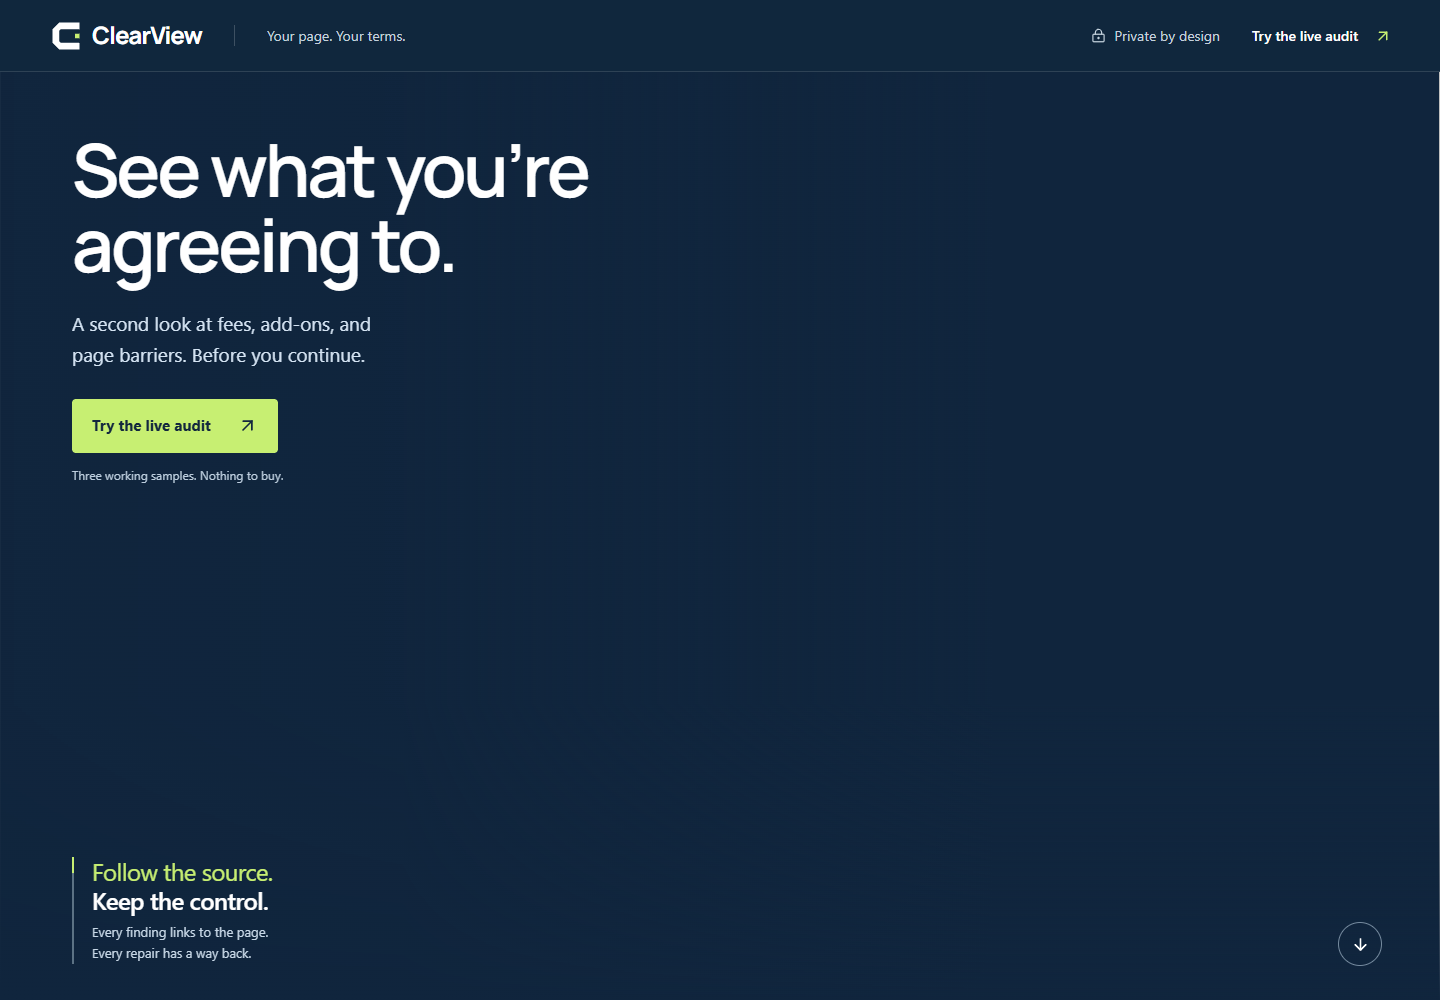 ClearView
Your page. Your terms.
Private by design
Try the live audit
See what you’re
agreeing to.
A second look at fees, add-ons, and
page barriers. Before you continue.
Try the live audit
Three working samples. Nothing to buy.
Follow the source.
Keep the control.
Every finding links to the page.
Every repair has a way back.